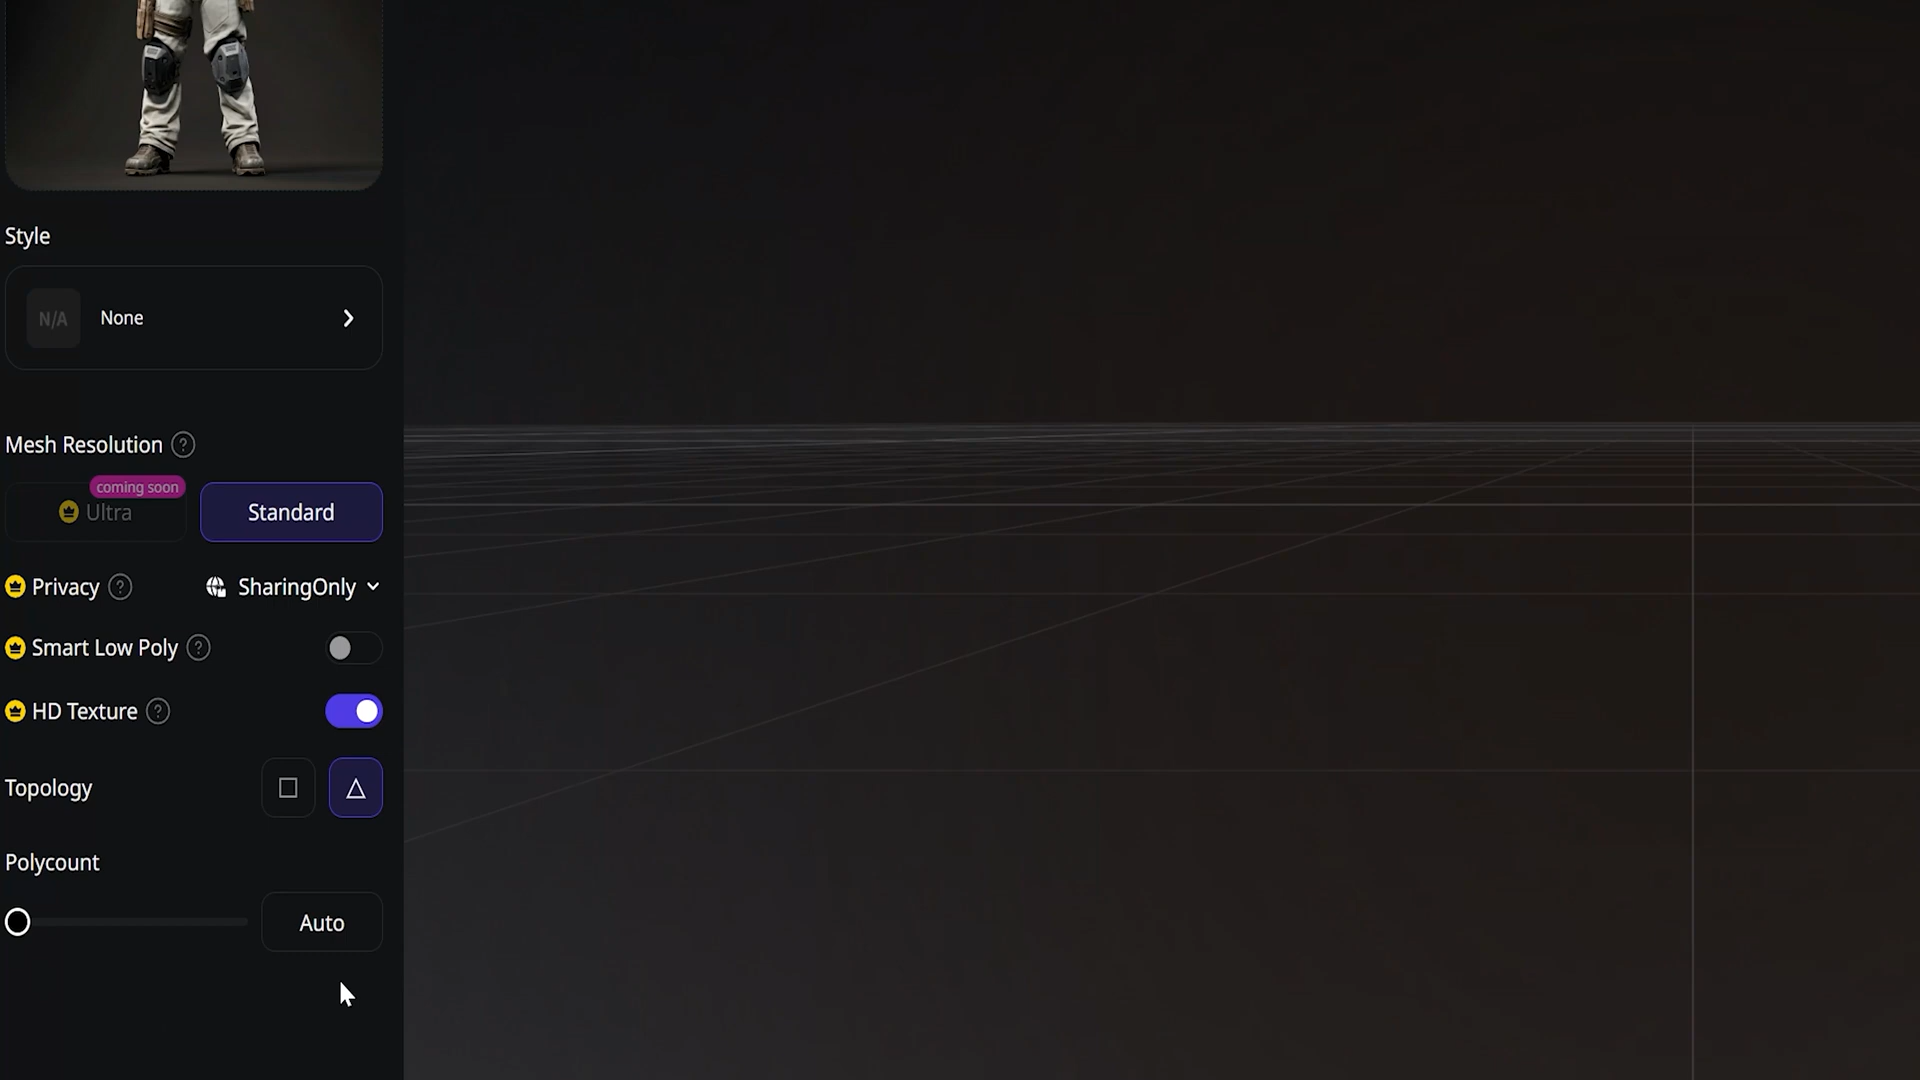 Style
N/A
None
Mesh Resolution ?
coming soon
Ultra
Standard
Privacy ? SharingOnly
Smart Low Poly ?
HD Texture ?
Topology
Polycount
Auto